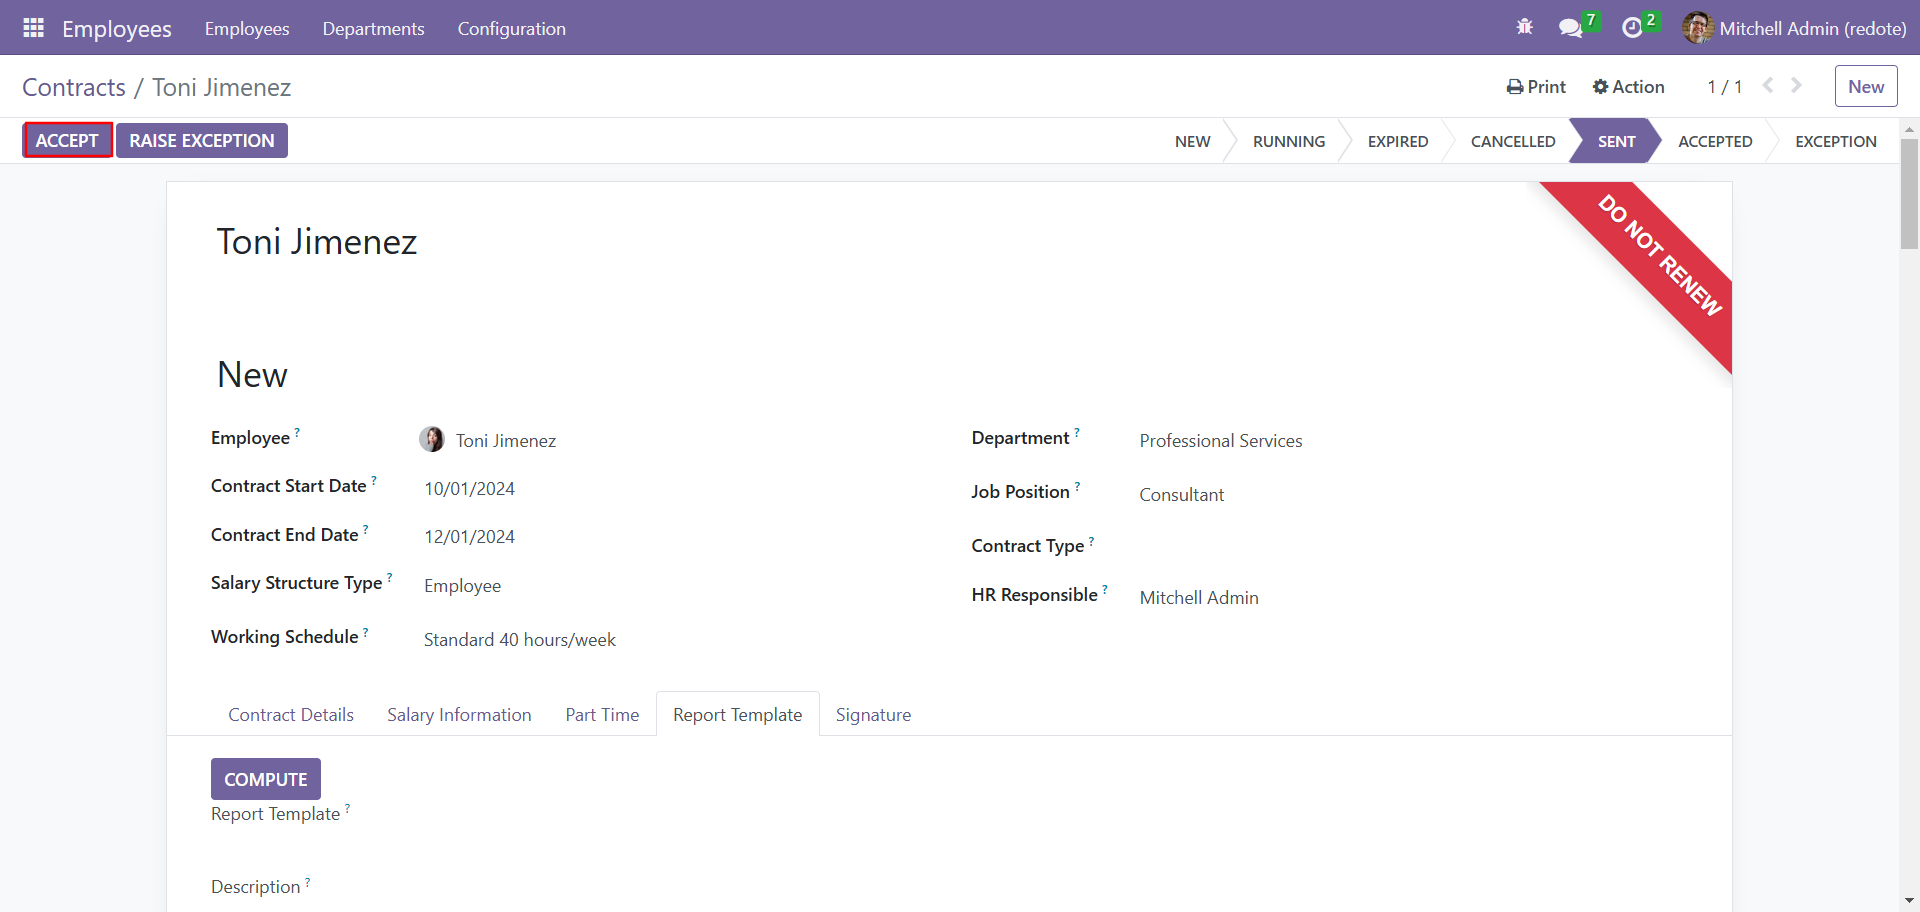 Employees Employees Departments Configuration 7 2 Mitchell Admin (redote)
Contracts / Toni Jimenez Print Action 1 / 1 New
ACCEPT RAISE EXCEPTION NEW RUNNING EXPIRED CANCELLED SENT ACCEPTED EXCEPTION
DO NOT RENEW
Toni Jimenez
New
Employee ? Toni Jimenez Department ? Professional Services
Contract Start Date ? 10/01/2024 Job Position ? Consultant
Contract End Date ? 12/01/2024 Contract Type ?
Salary Structure Type ? Employee HR Responsible ? Mitchell Admin
Working Schedule ? Standard 40 hours/week
Contract Details Salary Information Part Time Report Template Signature
COMPUTE
Report Template ?
Description ?